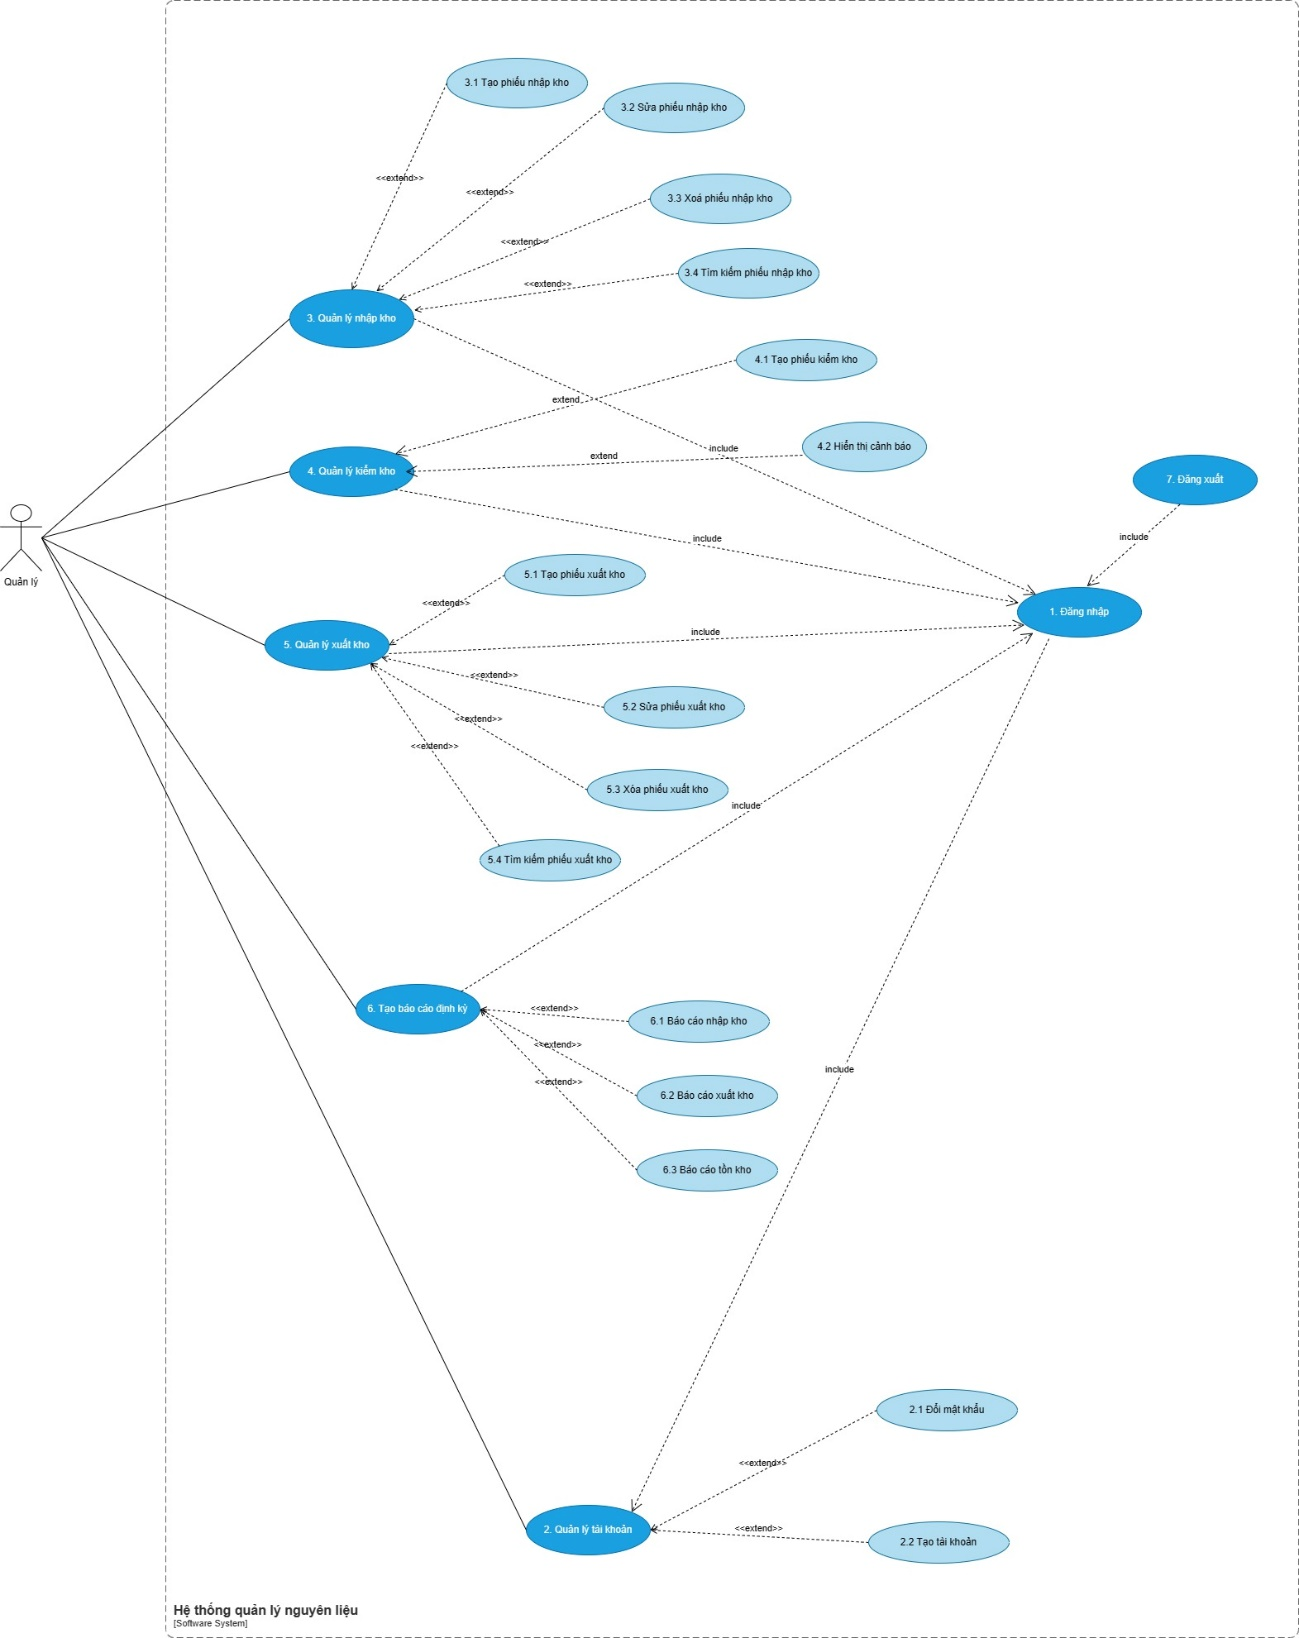 3.1 Tạo phiếu nhập kho
3.2 Sửa phiếu nhập kho
<<extend>>
<<extend>>
3.3 Xoá phiếu nhập kho
<<extend>>
3.4 Tìm kiếm phiếu nhập kho
<<extend>>
3. Quản lý nhập kho
4.1 Tạo phiếu kiểm kho
extend
4.2 Hiển thị cảnh báo
include
extend
4. Quản lý kiểm kho
7. Đăng xuất
include
include
Quản lý
5.1 Tạo phiếu xuất kho
<<extend>>
1. Đăng nhập
include
5. Quản lý xuất kho
<<extend>>
5.2 Sửa phiếu xuất kho
<<extend>>
<<extend>>
5.3 Xóa phiếu xuất kho
include
5.4 Tìm kiếm phiếu xuất kho
6. Tạo báo cáo định kỳ
<<extend>>
6.1 Báo cáo nhập kho
<<extend>>
include
<<extend>>
6.2 Báo cáo xuất kho
6.3 Báo cáo tồn kho
2.1 Đổi mật khẩu
<<extend>>
2. Quản lý tài khoản
<<extend>>
2.2 Tạo tài khoản
Hệ thống quản lý nguyên liệu
[Software System]